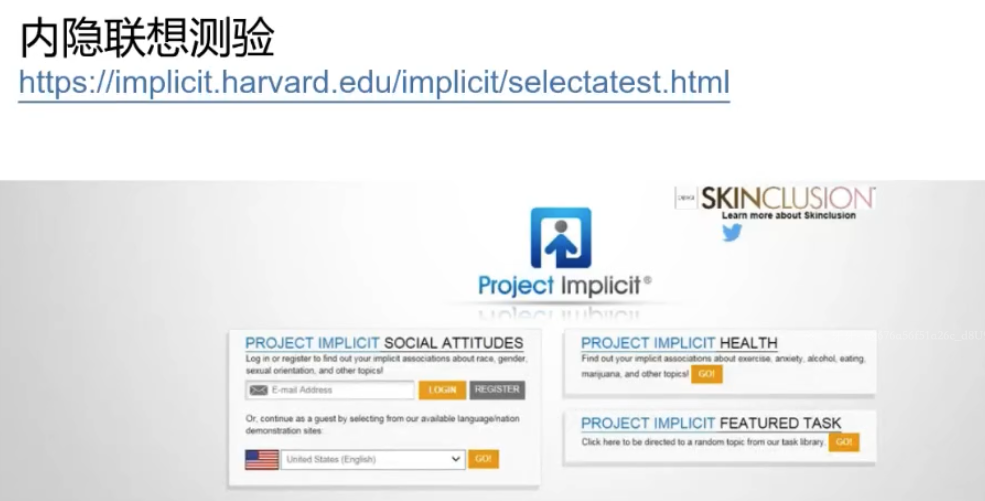 内隐联想测验
https://implicit.harvard.edu/implicit/selectatest.html
SKINCLUSION
Learn more about Skinclusion
Project Implicit®
PROJECT IMPLICIT SOCIAL ATTITUDES
Log in or register to find out your implicit associations about race, gender,
sexual orientation, and other topics!
E-mail Address
LOGIN
REGISTER
Or, continue as a guest by selecting from our available language/nation
demonstration sites:
United States (English)
GO!
PROJECT IMPLICIT HEALTH
Find out your implicit associations about exercise, anxiety, alcohol, eating,
marijuana, and other topics! GO!
PROJECT IMPLICIT FEATURED TASK
Click here to be directed to a random topic from our task library. GO!